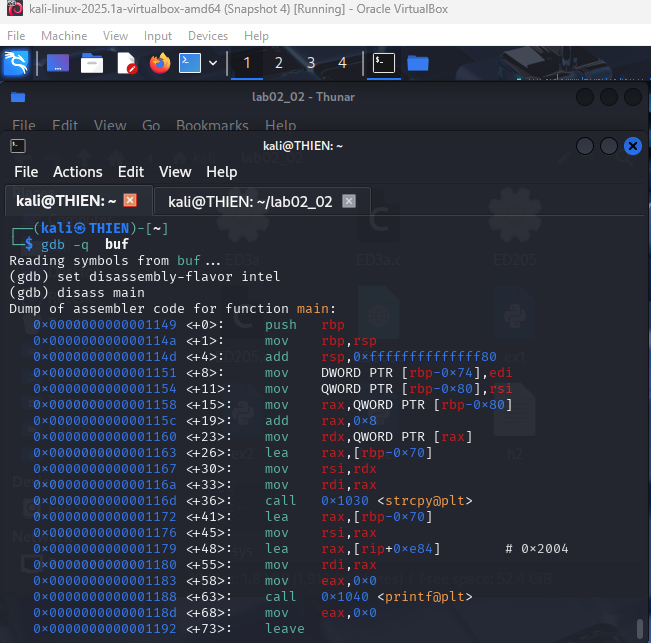 kali-linux-2025.1a-virtualbox-amd64 (Snapshot 4) [Running] - Oracle VirtualBox
File Machine View Input Devices Help
1 2 3 4
lab02_02 - Thunar
File Edit View Go Bookmarks Help
kali@THIEN: ~
File Actions Edit View Help
kali@THIEN: ~ kali@THIEN: ~/lab02_02
┌──(kali㉿THIEN)-[~]
└─$ gdb -q  buf
Reading symbols from buf...
(gdb) set disassembly-flavor intel
(gdb) disass main
Dump of assembler code for function main:
   0x0000000000001149 <+0>:     push   rbp
   0x000000000000114a <+1>:     mov    rbp,rsp
   0x000000000000114d <+4>:     add    rsp,0xffffffffffffff80
   0x0000000000001151 <+8>:     mov    DWORD PTR [rbp-0x74],edi
   0x0000000000001154 <+11>:    mov    QWORD PTR [rbp-0x80],rsi
   0x0000000000001158 <+15>:    mov    rax,QWORD PTR [rbp-0x80]
   0x000000000000115c <+19>:    add    rax,0x8
   0x0000000000001160 <+23>:    mov    rdx,QWORD PTR [rax]
   0x0000000000001163 <+26>:    lea    rax,[rbp-0x70]
   0x0000000000001167 <+30>:    mov    rsi,rdx
   0x000000000000116a <+33>:    mov    rdi,rax
   0x000000000000116d <+36>:    call   0x1030 <strcpy@plt>
   0x0000000000001172 <+41>:    lea    rax,[rbp-0x70]
   0x0000000000001176 <+45>:    mov    rsi,rax
   0x0000000000001179 <+48>:    lea    rax,[rip+0xe84]        # 0x2004
   0x0000000000001180 <+55>:    mov    rdi,rax
   0x0000000000001183 <+58>:    mov    eax,0x0
   0x0000000000001188 <+63>:    call   0x1040 <printf@plt>
   0x000000000000118d <+68>:    mov    eax,0x0
   0x0000000000001192 <+73>:    leave